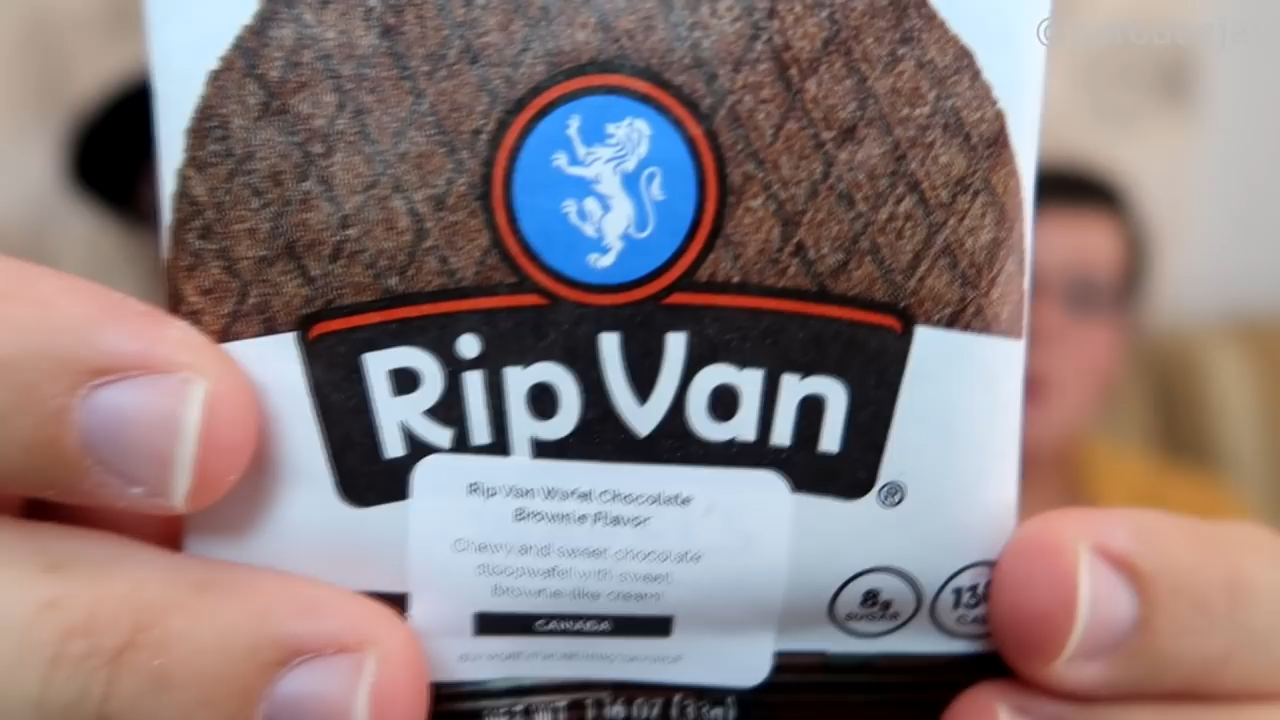 Rip Van
®
Rip Van Wafel Chocolate
Brownie Flavor
Chewy and sweet chocolate
stroopwafel with sweet
brownie-like cream
8g
SUGAR
CANADA
NET WT. 1.16 OZ (33g)